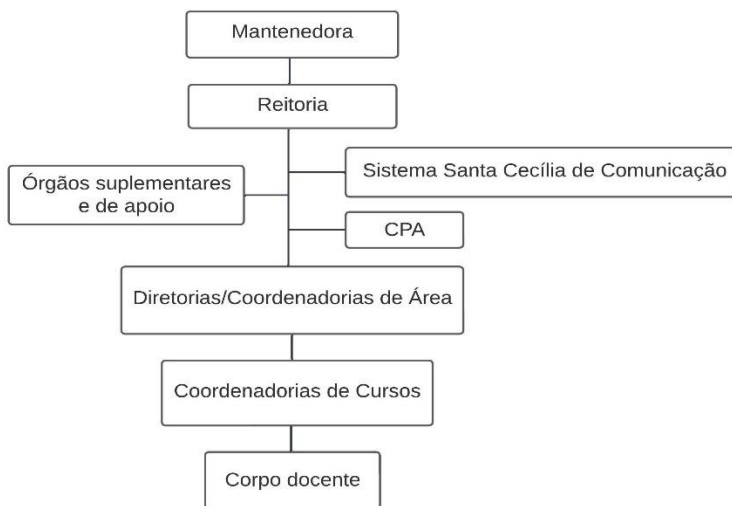 Mantenedora
Reitoria
Sistema Santa Cecília de Comunicação
Órgãos suplementares
e de apoio
CPA
Diretorias/Coordenadorias de Área
Coordenadorias de Cursos
Corpo docente